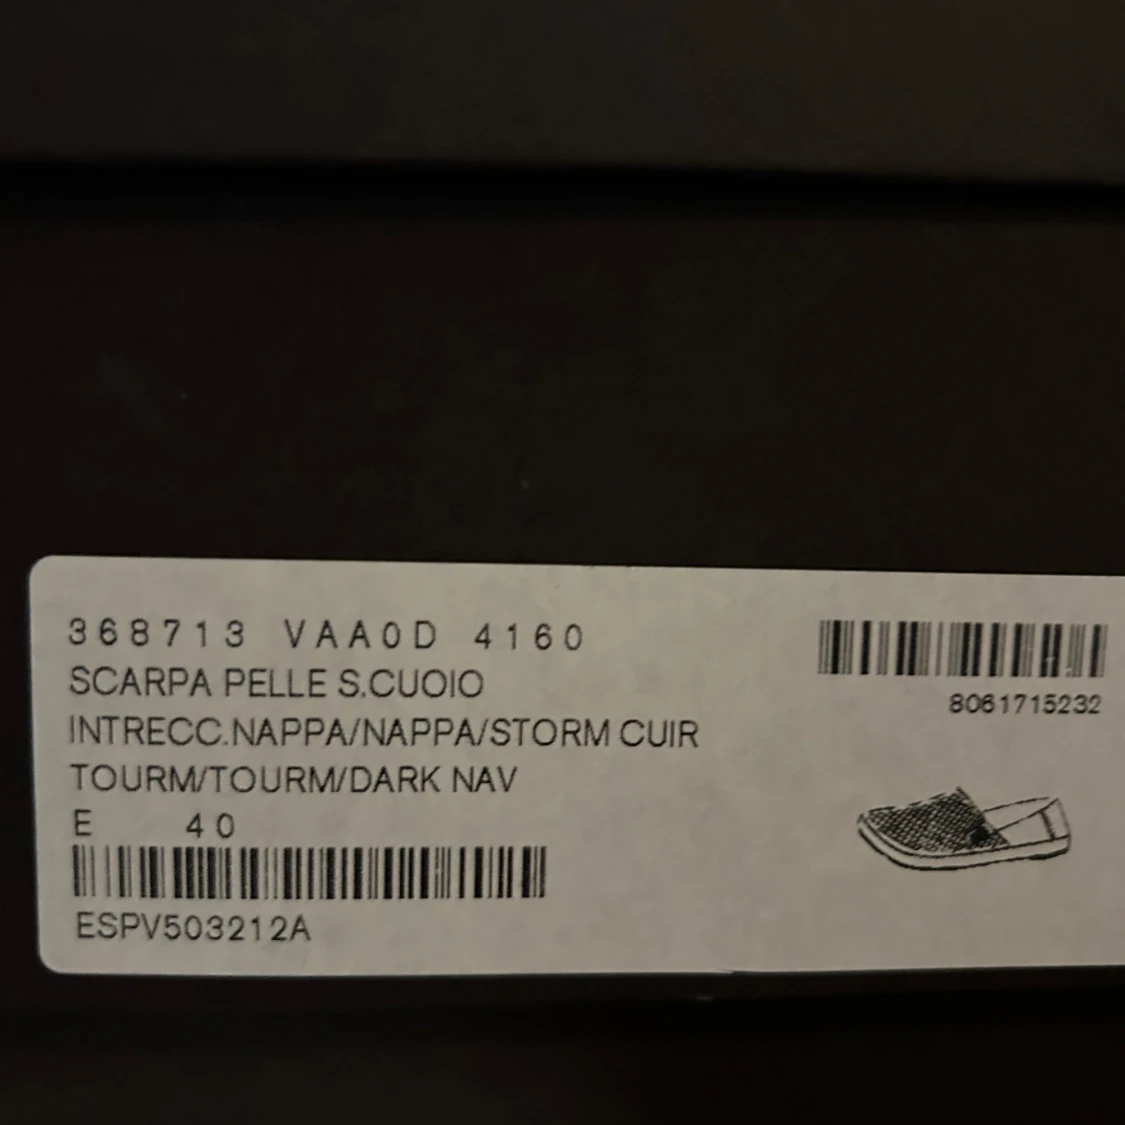 368713 VAA0D 4160
SCARPA PELLE S.CUOIO
INTRECC.NAPPA/NAPPA/STORM CUIR
TOURM/TOURM/DARK NAV
E 40
ESPV503212A
8061715232